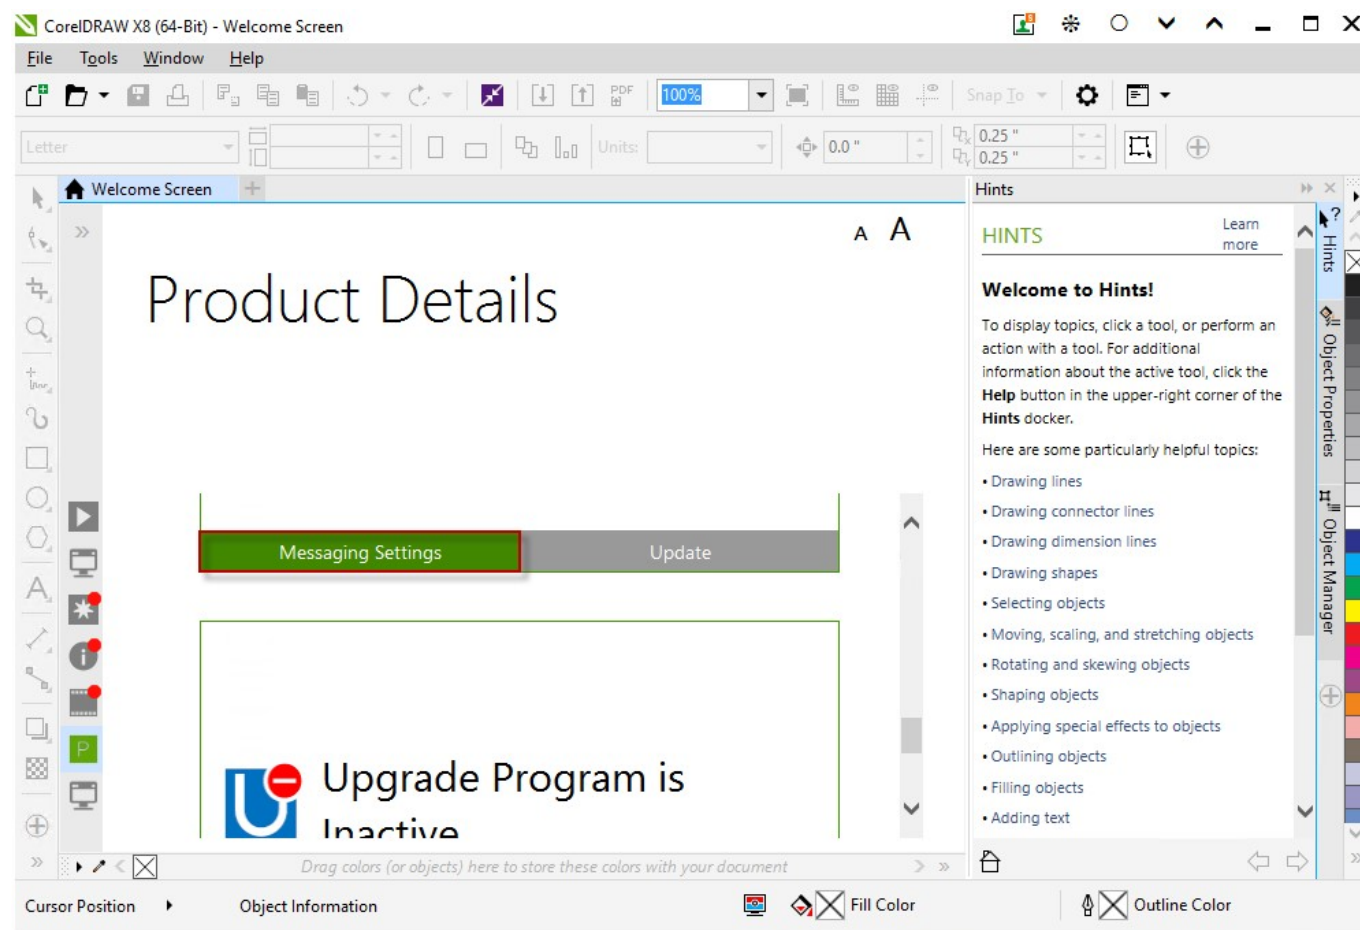 CorelDRAW X8 (64-Bit) - Welcome Screen
File Tools Window Help
PDF 100% Snap To
Letter Units: 0.0 " 0.25 "
0.25 "
Welcome Screen
A A
Product Details
Messaging Settings Update
P
Upgrade Program is
Inactive
Hints
HINTS Learn
more
Welcome to Hints!
To display topics, click a tool, or perform an
action with a tool. For additional
information about the active tool, click the
Help button in the upper-right corner of the
Hints docker.
Here are some particularly helpful topics:
• Drawing lines
• Drawing connector lines
• Drawing dimension lines
• Drawing shapes
• Selecting objects
• Moving, scaling, and stretching objects
• Rotating and skewing objects
• Shaping objects
• Applying special effects to objects
• Outlining objects
• Filling objects
• Adding text
Hints
Object Properties
Object Manager
Drag colors (or objects) here to store these colors with your document
Cursor Position Object Information Fill Color Outline Color